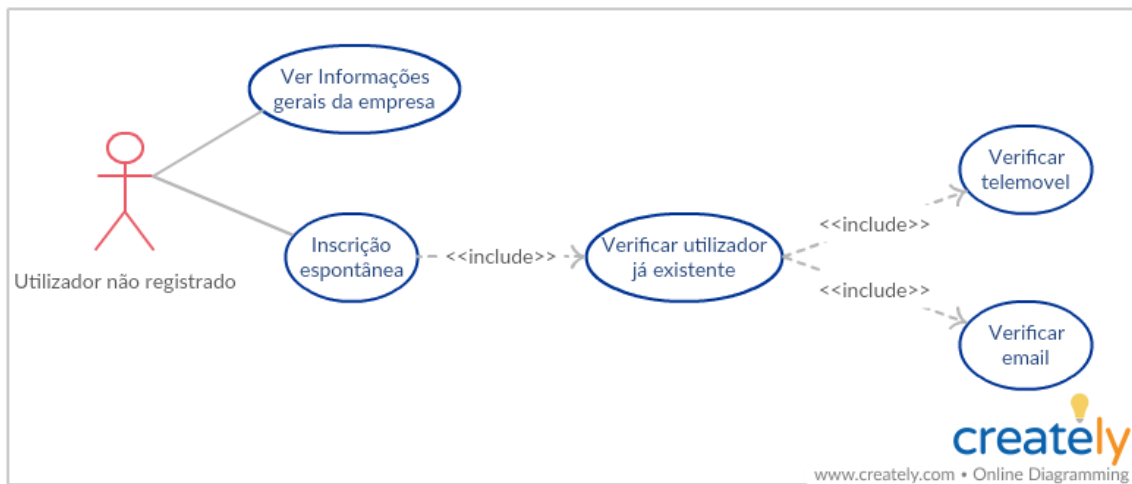 Ver Informações
gerais da empresa
Utilizador não registrado
Inscrição
espontânea
<<include>>
Verificar utilizador
já existente
<<include>>
Verificar
telemovel
<<include>>
Verificar
email
creately
www.creately.com • Online Diagramming